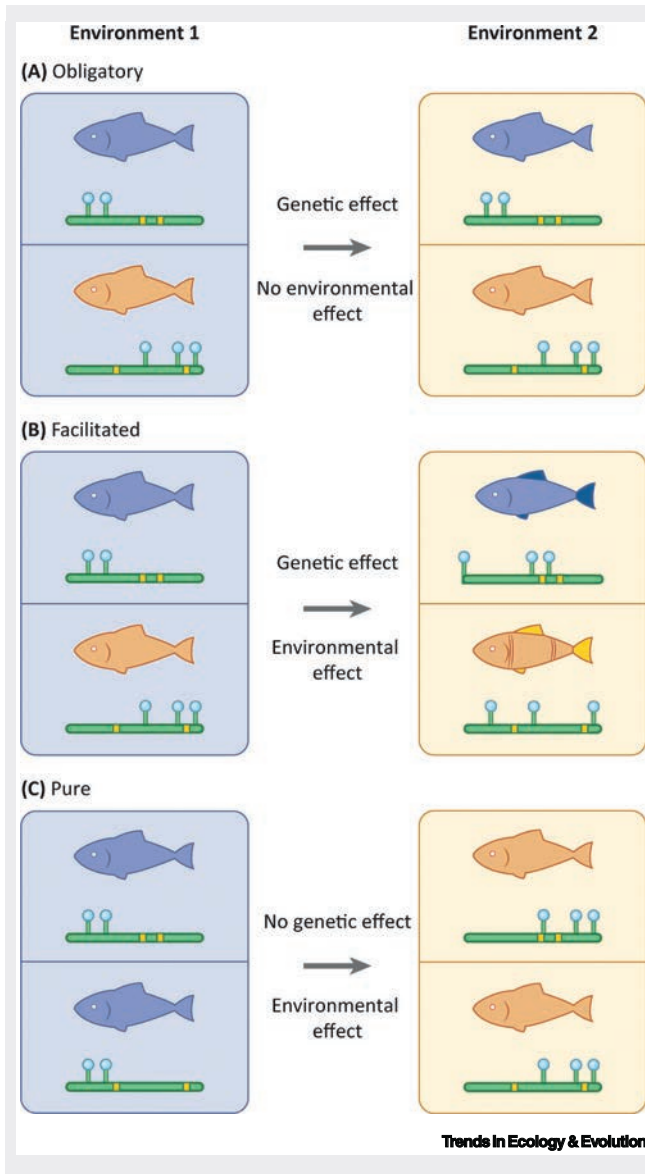 Environment 1
Environment 2
(A) Obligatory
Genetic effect
No environmental
effect
(B) Facilitated
Genetic effect
Environmental
effect
(C) Pure
No genetic effect
Environmental
effect
Trends in Ecology & Evolution